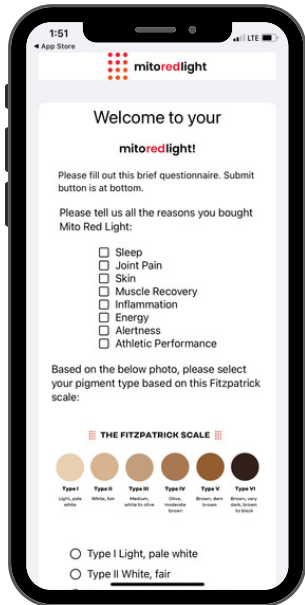 1:51
LTE
App Store
mitoredlight
Welcome to your
mitoredlight!
Please fill out this brief questionnaire. Submit
button is at bottom.
Please tell us all the reasons you bought
Mito Red Light:
Sleep
Joint Pain
Skin
Muscle Recovery
Inflammation
Energy
Alertness
Athletic Performance
Based on the below photo, please select
your pigment type based on this Fitzpatrick
scale:
THE FITZPATRICK SCALE
Type I Type II Type III Type IV Type V Type VI
Light, pale white
White, fair
Medium, white to olive
Olive, moderate brown
Brown, dark brown
Brown, very dark, brown to black
Type I Light, pale white
Type II White, fair